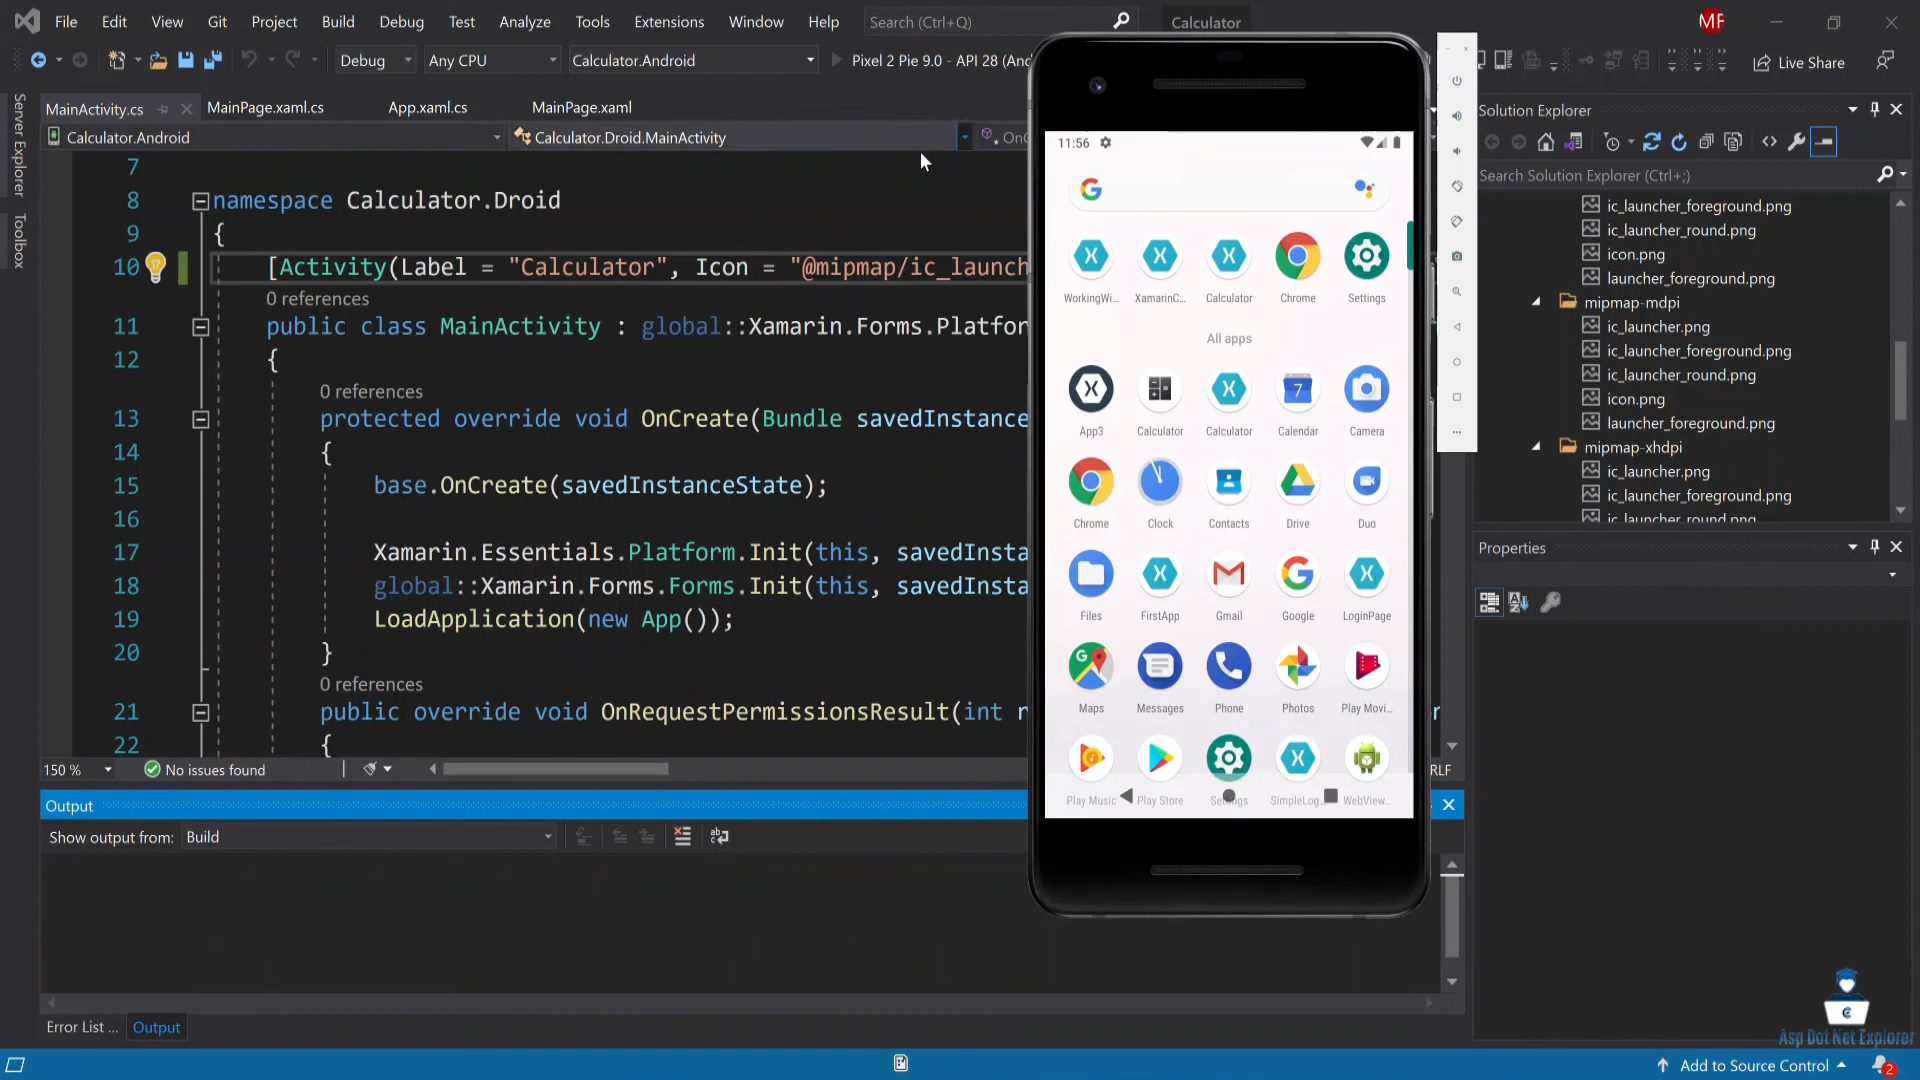 File Edit View Git Project Build Debug Test Analyze Tools Extensions Window Help Search (Ctrl+Q) Calculator MF
Debug Any CPU Calculator.Android Pixel 2 Pie 9.0 - API 28 (An Live Share
Server Explorer
Toolbox
MainActivity.cs MainPage.xaml.cs App.xaml.cs MainPage.xaml
Calculator.Android Calculator.Droid.MainActivity OnC
7
8 namespace Calculator.Droid
9 {
10 [Activity(Label = "Calculator", Icon = "@mipmap/ic_launch
0 references
11 public class MainActivity : global::Xamarin.Forms.Platfor
12 {
0 references
13 protected override void OnCreate(Bundle savedInstance
14 {
15 base.OnCreate(savedInstanceState);
16
17 Xamarin.Essentials.Platform.Init(this, savedInsta
18 global::Xamarin.Forms.Forms.Init(this, savedInsta
19 LoadApplication(new App());
20 }
0 references
21 public override void OnRequestPermissionsResult(int r
22 {
150 % No issues found RLF
Output
Show output from: Build
Error List ... Output
11:56
WorkingWi... XamarinC... Calculator Chrome Settings
All apps
App3 Calculator Calculator Calendar Camera
7
Chrome Clock Contacts Drive Duo
Files FirstApp Gmail Google LoginPage
Maps Messages Phone Photos Play Movi...
Play Music Play Store Settings SimpleLog... WebView...
Solution Explorer
Search Solution Explorer (Ctrl+;)
ic_launcher_foreground.png
ic_launcher_round.png
icon.png
launcher_foreground.png
mipmap-mdpi
ic_launcher.png
ic_launcher_foreground.png
ic_launcher_round.png
icon.png
launcher_foreground.png
mipmap-xhdpi
ic_launcher.png
ic_launcher_foreground.png
ic_launcher_round.png
Properties
Asp Dot Net Explorer
Add to Source Control 2